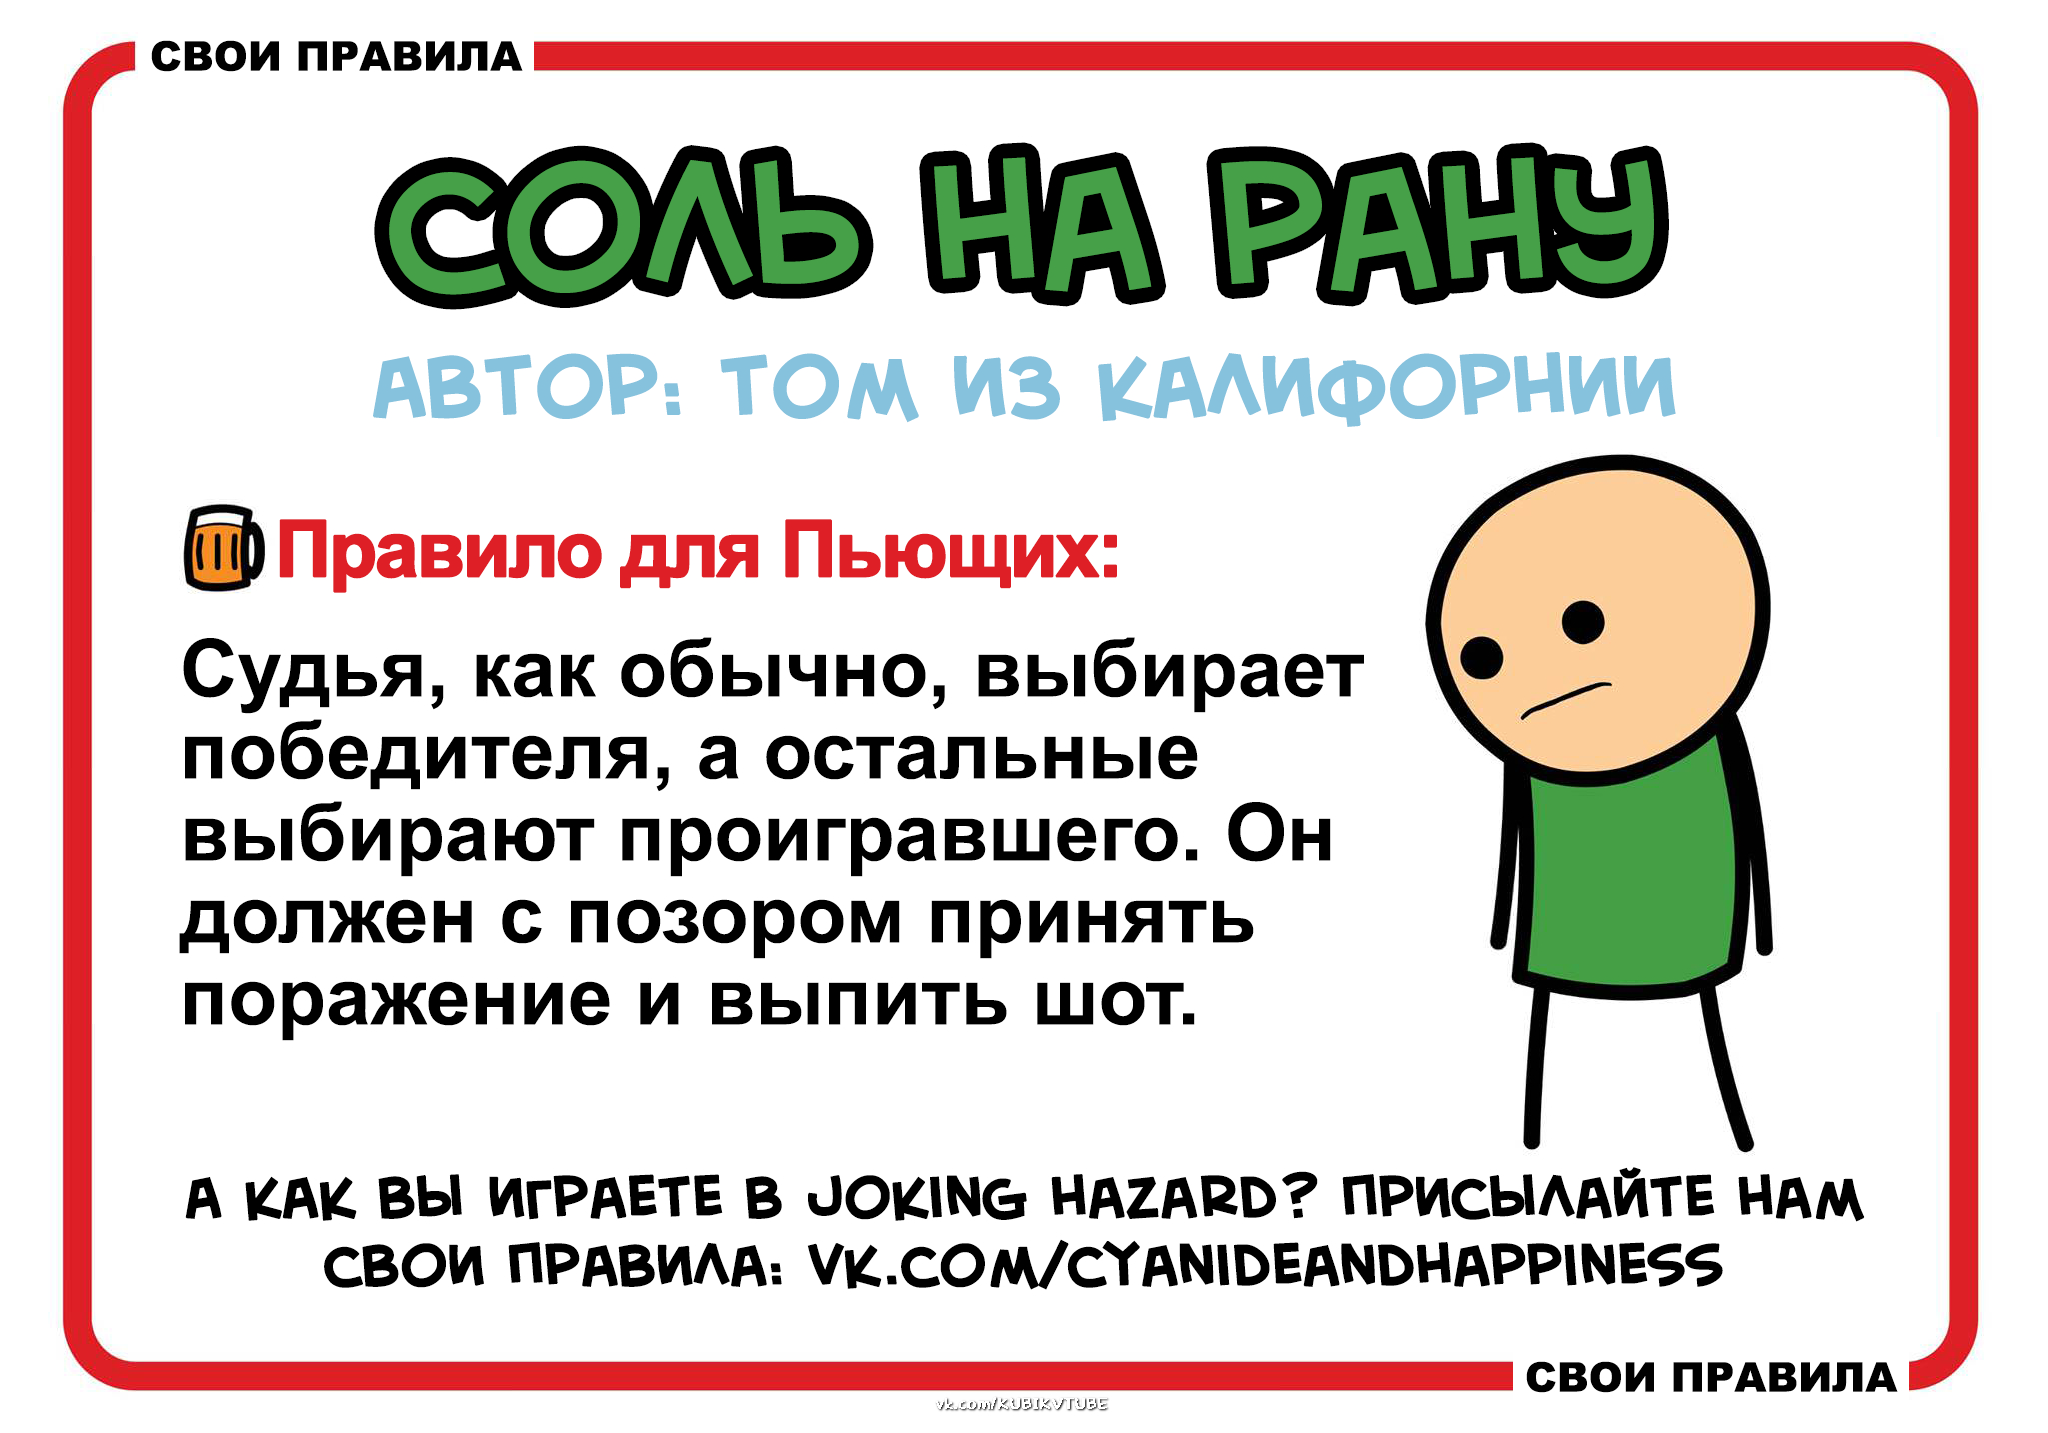 СВОИ ПРАВИЛА
СОЛЬ НА РАНУ
АВТОР: ТОМ ИЗ КАЛИФОРНИИ
Правило для Пьющих:
Судья, как обычно, выбирает
победителя, а остальные
выбирают проигравшего. Он
должен с позором принять
поражение и выпить шот.
А КАК ВЫ ИГРАЕТЕ В JOKING HAZARD? ПРИСЫЛАЙТЕ НАМ
СВОИ ПРАВИЛА: VK.COM/CYANIDEANDHAPPINESS
СВОИ ПРАВИЛА
vk.com/KUBIKVTUBE